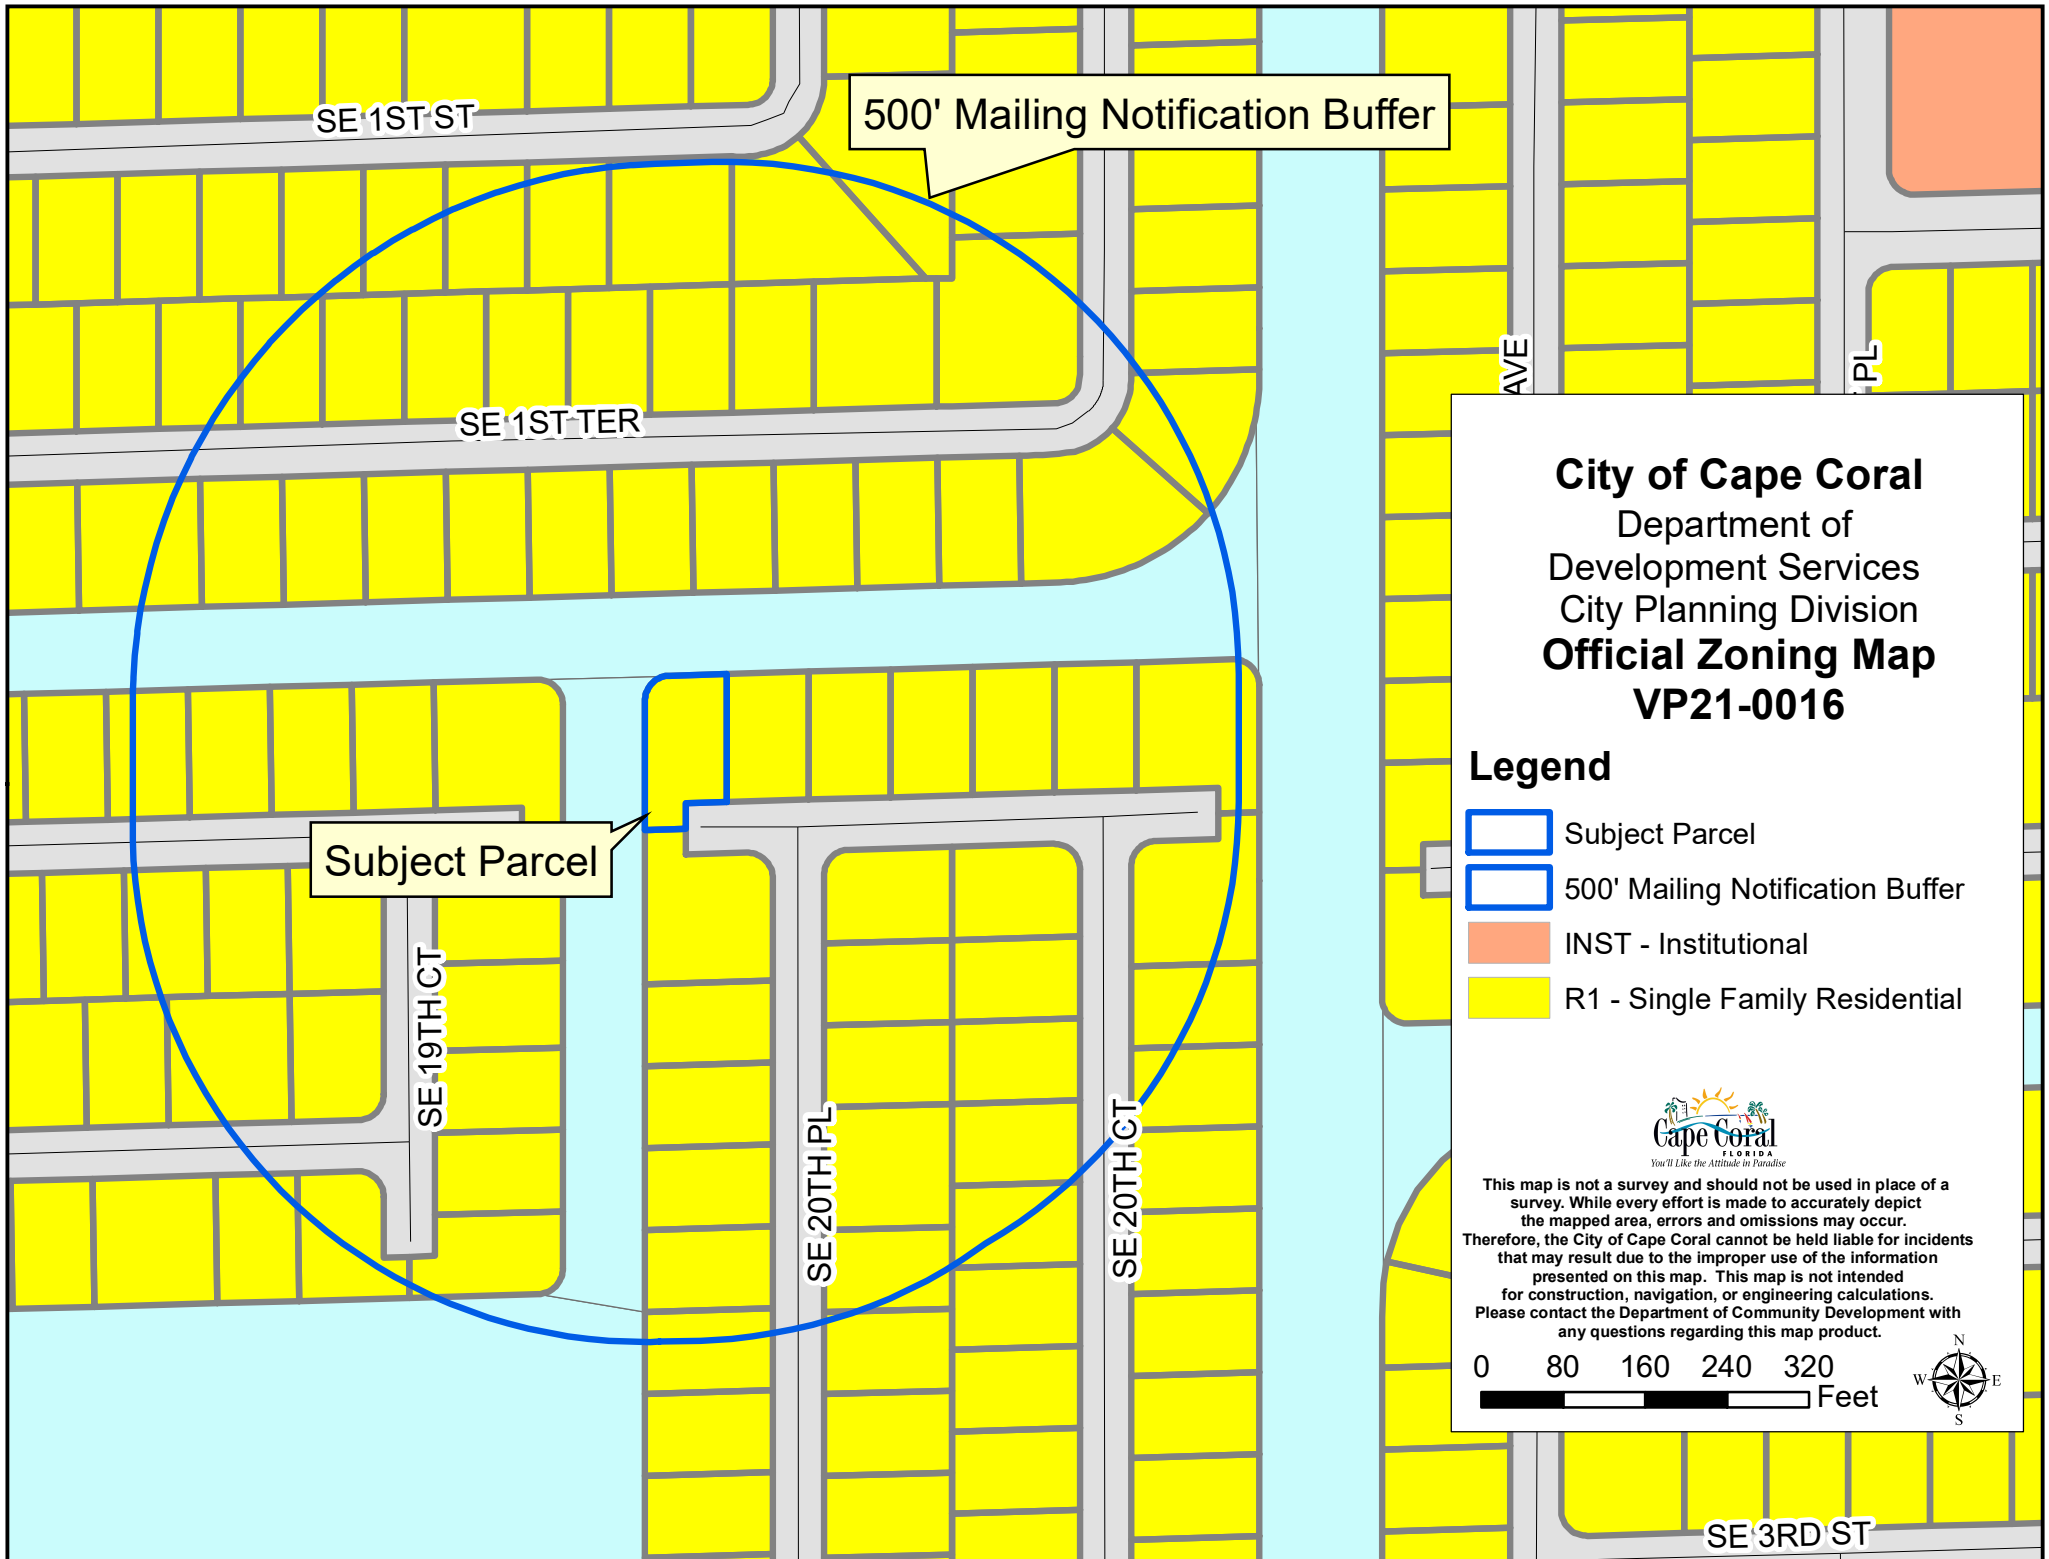 SE 1ST ST
500' Mailing Notification Buffer
AVE
PL
SE 1ST TER
City of Cape Coral
Department of
Development Services
City Planning Division
Official Zoning Map
VP21-0016
Legend
Subject Parcel
500' Mailing Notification Buffer
INST - Institutional
R1 - Single Family Residential
Subject Parcel
SE 19TH CT
SE 20TH PL
SE 20TH CT
Cape Coral
FLORIDA
You'll Like the Attitude in Paradise
This map is not a survey and should not be used in place of a
survey. While every effort is made to accurately depict
the mapped area, errors and omissions may occur.
Therefore, the City of Cape Coral cannot be held liable for incidents
that may result due to the improper use of the information
presented on this map. This map is not intended
for construction, navigation, or engineering calculations.
Please contact the Department of Community Development with
any questions regarding this map product.
0 80 160 240 320
Feet
N
W E
S
SE 3RD ST